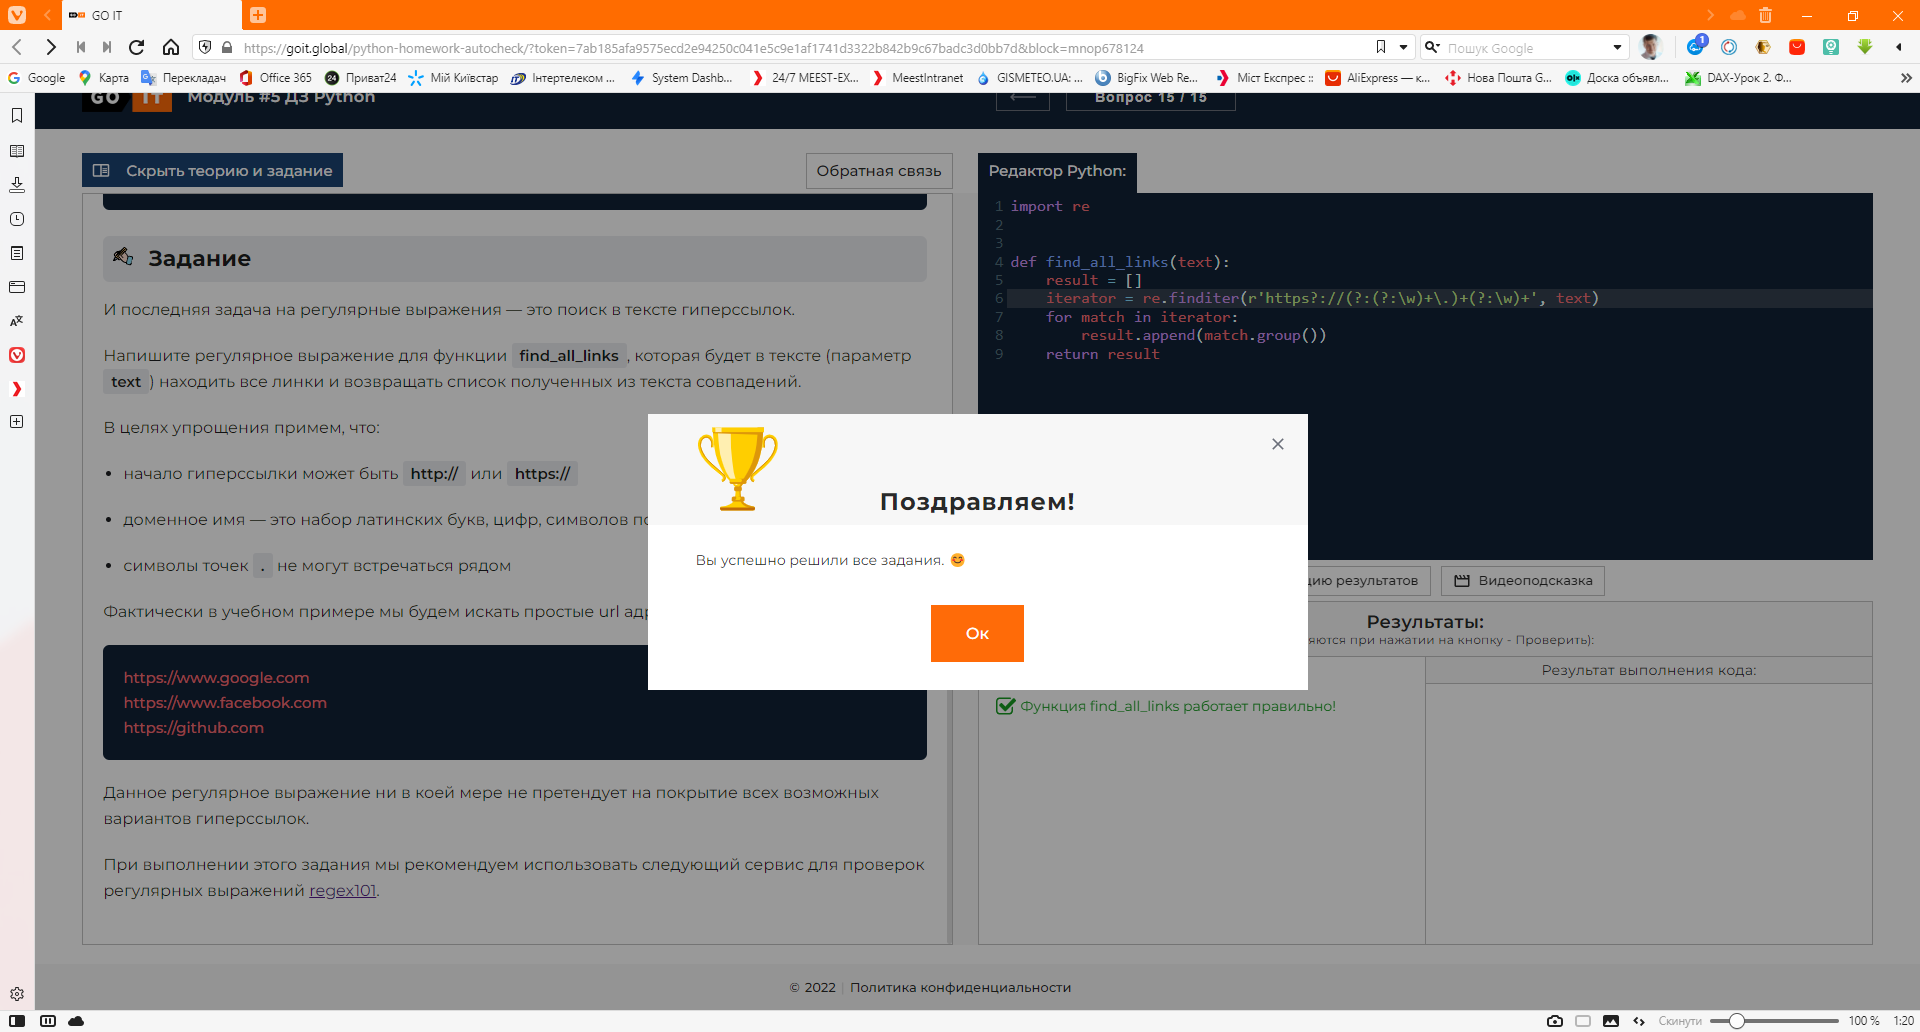 GO IT
https://goit.global/python-homework-autocheck/?token=7ab185afa9575ecd2e94250c041e5c9e1af1741d3322b842b9c67badc3d0bb7d&block=mnop678124
Пошук Google
1
Google
Карта
Перекладач
Office 365
Приват24
Мій Київстар
Інтертелеком ...
System Dashb...
24/7 MEEST-EX...
MeestIntranet
GISMETEO.UA: ...
BigFix Web Re...
Міст Експрес ::
AliExpress — к...
Нова Пошта G...
Доска объявл...
DAX-Урок 2. Ф...
GO IT
Модуль #5 ДЗ Python
Вопрос 15 / 15
Скрыть теорию и задание
Обратная связь
Задание
И последняя задача на регулярные выражения — это поиск в тексте гиперссылок.
Напишите регулярное выражение для функции find_all_links, которая будет в тексте (параметр
text) находить все линки и возвращать список полученных из текста совпадений.
В целях упрощения примем, что:
• начало гиперссылки может быть http:// или https://
• доменное имя — это набор латинских букв, цифр, символов по
• символы точек . не могут встречаться рядом
Фактически в учебном примере мы будем искать простые url адр
https://www.google.com
https://www.facebook.com
https://github.com
Данное регулярное выражение ни в коей мере не претендует на покрытие всех возможных
вариантов гиперссылок.
При выполнении этого задания мы рекомендуем использовать следующий сервис для проверок
регулярных выражений regex101.
Редактор Python:
1 import re
2
3
4 def find_all_links(text):
5     result = []
6     iterator = re.finditer(r'https?://(?:(?:\w)+\.)+(?:\w)+', text)
7     for match in iterator:
8         result.append(match.group())
9     return result
Поздравляем!
Вы успешно решили все задания. 😊
Ок
цию результатов
Видеоподсказка
Результаты:
яются при нажатии на кнопку - Проверить):
Результат выполнения кода:
Функция find_all_links работает правильно!
© 2022 | Политика конфиденциальности
Скинути
100 %
1:20